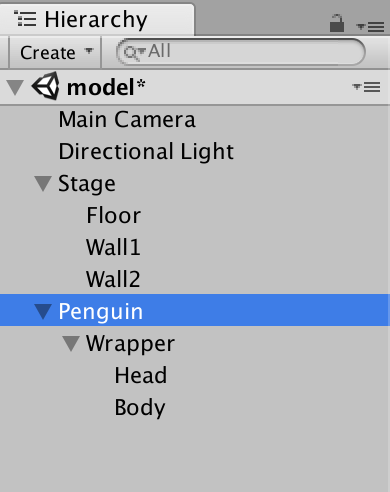 Hierarchy
Create All
model*
Main Camera
Directional Light
Stage
Floor
Wall1
Wall2
Penguin
Wrapper
Head
Body